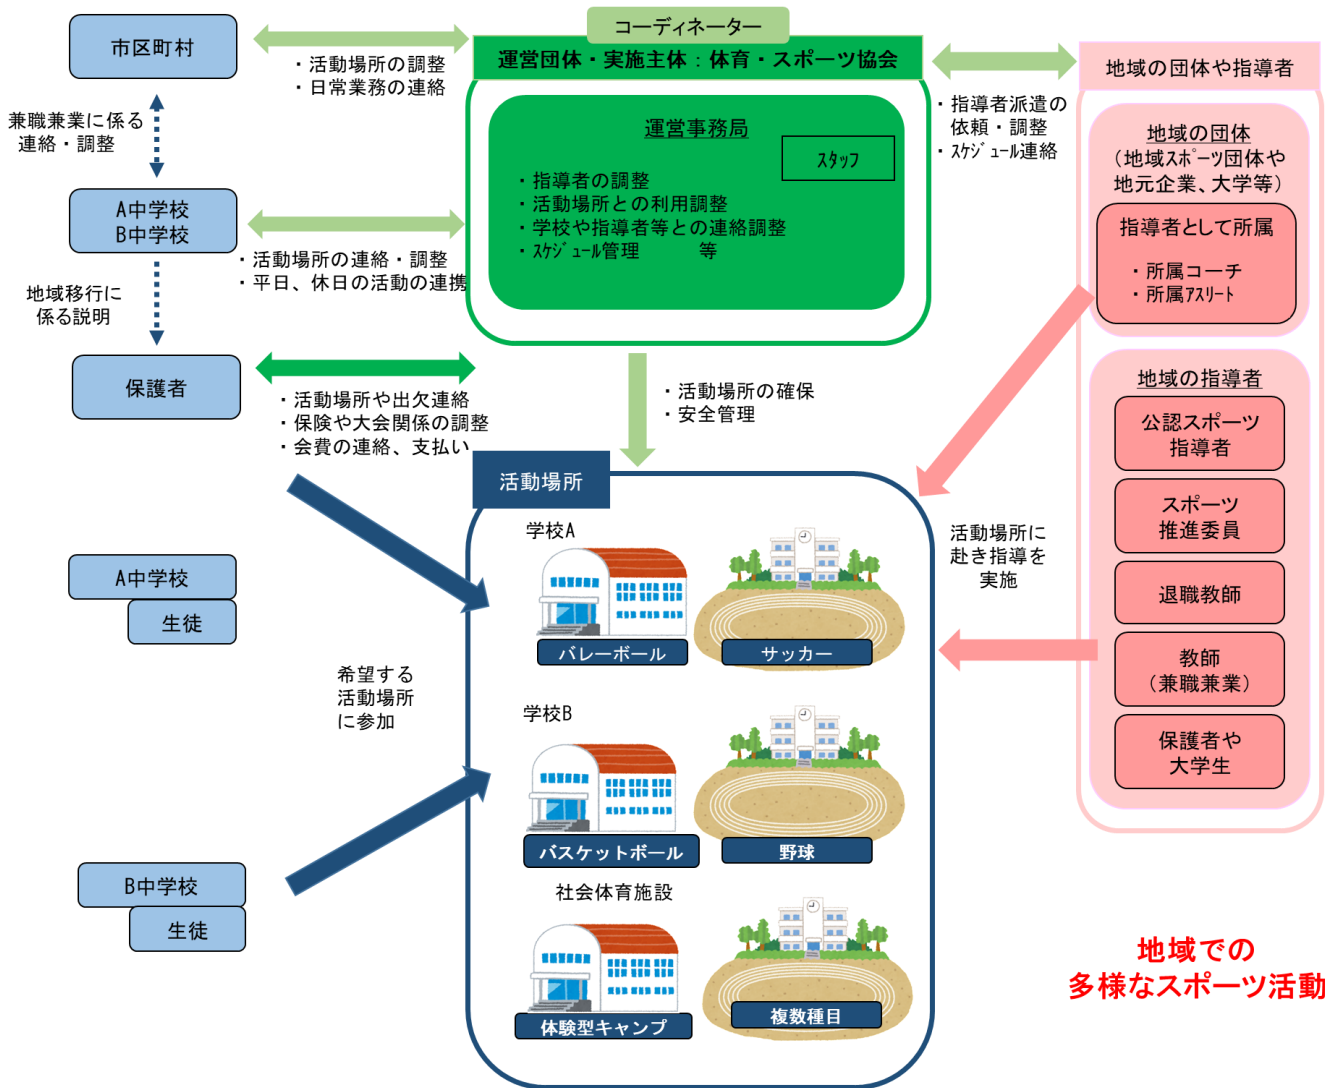 コーディネーター
運営団体・実施主体：体育・スポーツ協会
市区町村
・活動場所の調整
・日常業務の連絡
兼職兼業に係る
連絡・調整
A中学校
B中学校
・活動場所の連絡・調整
・平日、休日の活動の連携
地域移行に
係る説明
保護者
・活動場所や出欠連絡
・保険や大会関係の調整
・会費の連絡、支払い
運営事務局
スタッフ
・指導者の調整
・活動場所との利用調整
・学校や指導者等との連絡調整
・スケジュール管理　　　等
・活動場所の確保
・安全管理
・指導者派遣の
依頼・調整
・スケジュール連絡
地域の団体や指導者
地域の団体
（地域スポーツ団体や
地元企業、大学等）
指導者として所属
・所属コーチ
・所属アスリート
地域の指導者
公認スポーツ
指導者
スポーツ
推進委員
退職教師
教師
（兼職兼業）
保護者や
大学生
活動場所に
赴き指導を
実施
A中学校
生徒
希望する
活動場所
に参加
B中学校
生徒
活動場所
学校A
バレーボール
サッカー
学校B
バスケットボール
野球
社会体育施設
体験型キャンプ
複数種目
地域での
多様なスポーツ活動